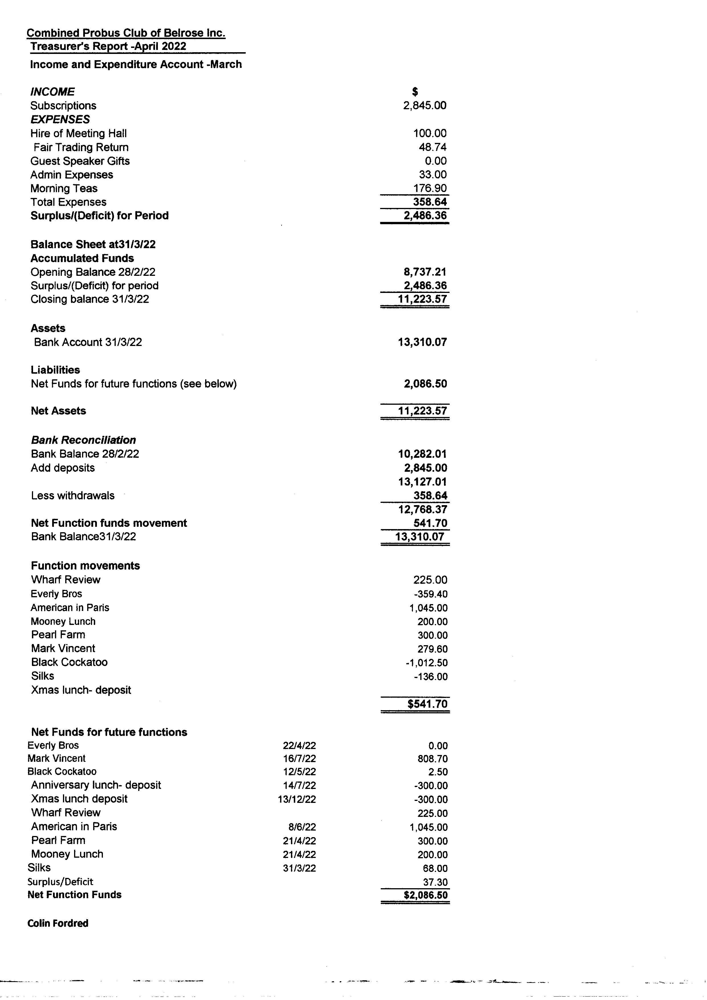 Combined Probus Club of Belrose Inc.
Treasurer's Report -April 2022
Income and Expenditure Account -March
INCOME $
Subscriptions 2,845.00
EXPENSES
Hire of Meeting Hall 100.00
Fair Trading Return 48.74
Guest Speaker Gifts 0.00
Admin Expenses 33.00
Morning Teas 176.90
Total Expenses 358.64
Surplus/(Deficit) for Period 2,486.36
Balance Sheet at31/3/22
Accumulated Funds
Opening Balance 28/2/22 8,737.21
Surplus/(Deficit) for period 2,486.36
Closing balance 31/3/22 11,223.57
Assets
Bank Account 31/3/22 13,310.07
Liabilities
Net Funds for future functions (see below) 2,086.50
Net Assets 11,223.57
Bank Reconciliation
Bank Balance 28/2/22 10,282.01
Add deposits 2,845.00
13,127.01
Less withdrawals 358.64
12,768.37
Net Function funds movement 541.70
Bank Balance31/3/22 13,310.07
Function movements
Wharf Review 225.00
Everly Bros -359.40
American in Paris 1,045.00
Mooney Lunch 200.00
Pearl Farm 300.00
Mark Vincent 279.60
Black Cockatoo -1,012.50
Silks -136.00
Xmas lunch- deposit
$541.70
Net Funds for future functions
Everly Bros 22/4/22 0.00
Mark Vincent 16/7/22 808.70
Black Cockatoo 12/5/22 2.50
Anniversary lunch- deposit 14/7/22 -300.00
Xmas lunch deposit 13/12/22 -300.00
Wharf Review 225.00
American in Paris 8/6/22 1,045.00
Pearl Farm 21/4/22 300.00
Mooney Lunch 21/4/22 200.00
Silks 31/3/22 68.00
Surplus/Deficit 37.30
Net Function Funds $2,086.50
Colin Fordred